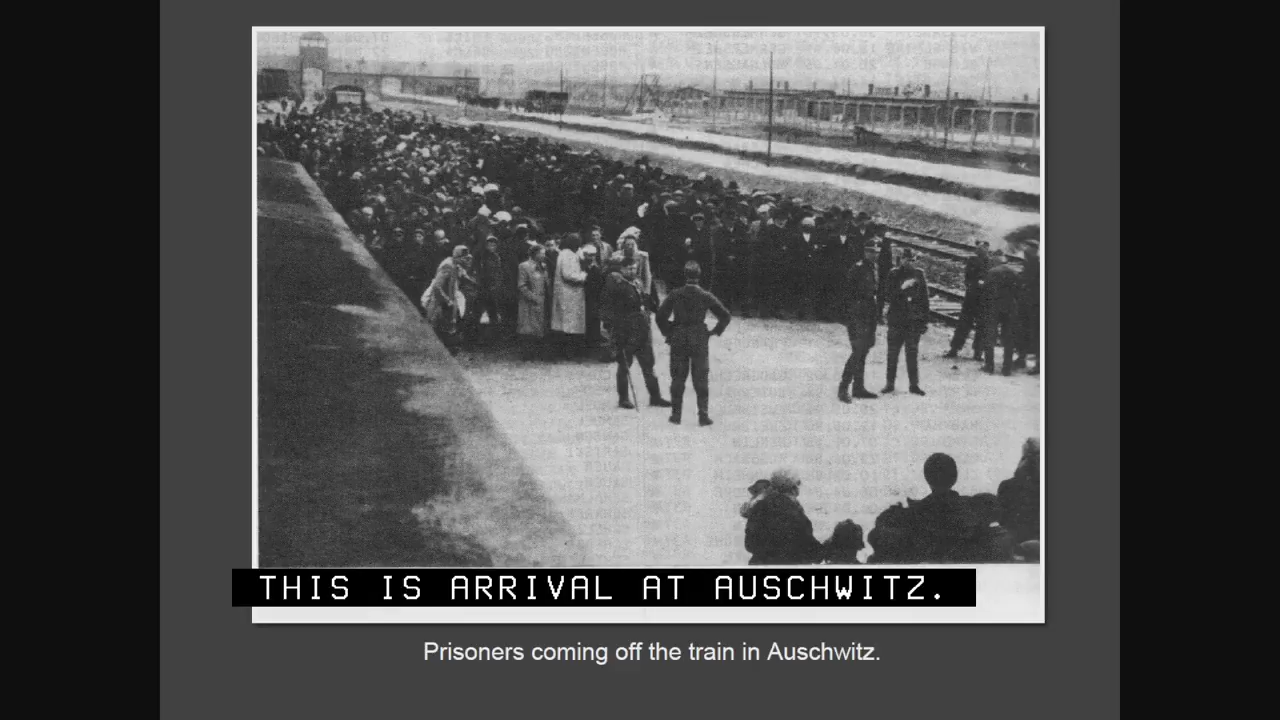 THIS IS ARRIVAL AT AUSCHWITZ.
Prisoners coming off the train in Auschwitz.